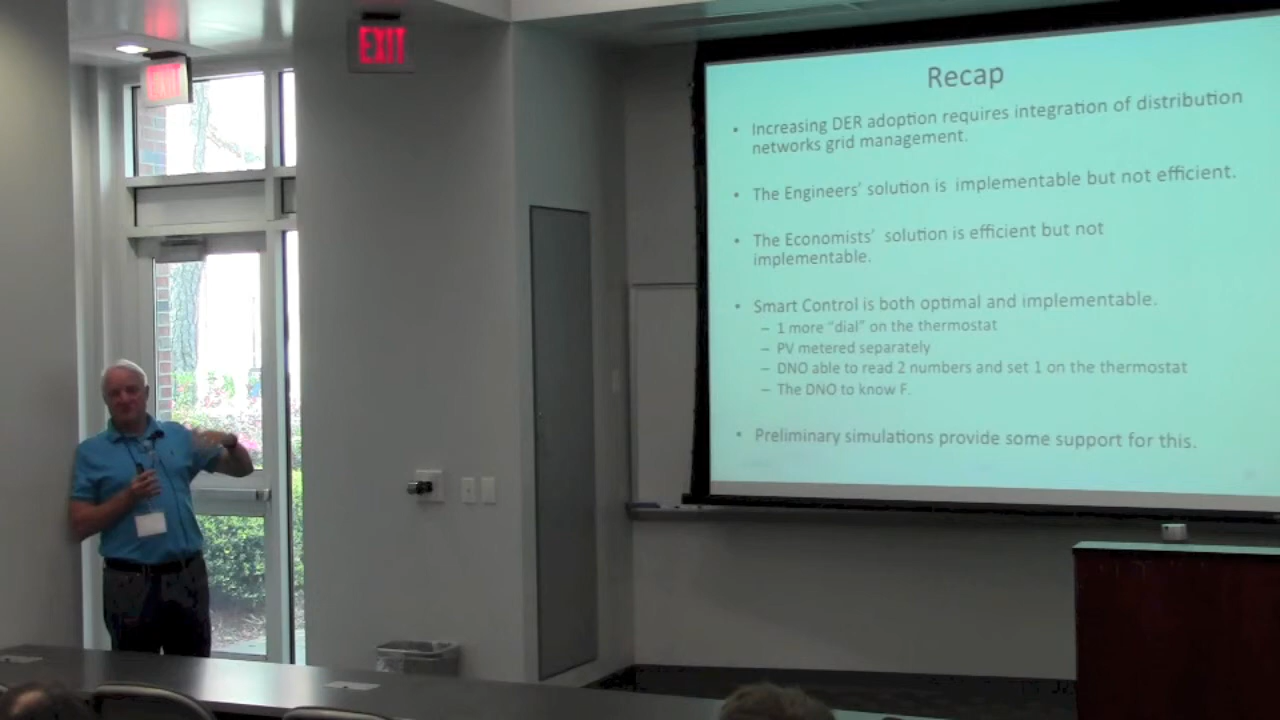 EXIT
EXIT
Recap
• Increasing DER adoption requires integration of distribution
networks grid management.
• The Engineers' solution is implementable but not efficient.
• The Economists' solution is efficient but not
implementable.
• Smart Control is both optimal and implementable.
– 1 more "dial" on the thermostat
– PV metered separately
– DNO able to read 2 numbers and set 1 on the thermostat
– The DNO to know F.
• Preliminary simulations provide some support for this.